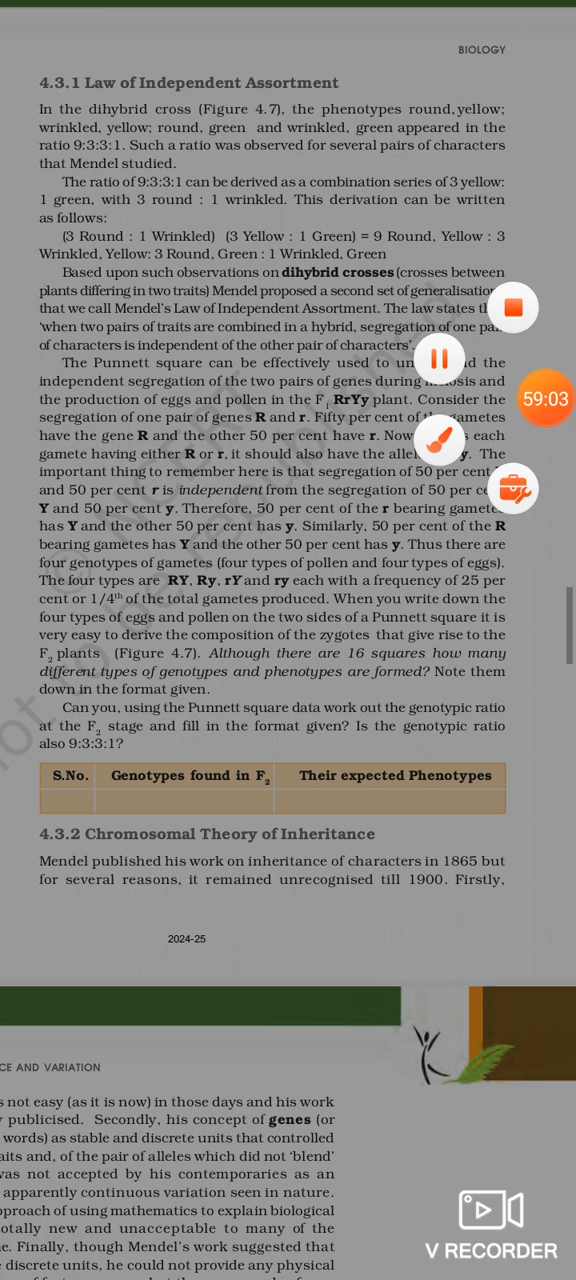 BIOLOGY
4.3.1 Law of Independent Assortment
In the dihybrid cross (Figure 4.7), the phenotypes round, yellow;
wrinkled, yellow; round, green and wrinkled, green appeared in the
ratio 9:3:3:1. Such a ratio was observed for several pairs of characters
that Mendel studied.
The ratio of 9:3:3:1 can be derived as a combination series of 3 yellow:
1 green, with 3 round : 1 wrinkled. This derivation can be written
as follows:
(3 Round : 1 Wrinkled) (3 Yellow : 1 Green) = 9 Round, Yellow : 3
Wrinkled, Yellow: 3 Round, Green : 1 Wrinkled, Green
Based upon such observations on dihybrid crosses (crosses between
plants differing in two traits) Mendel proposed a second set of generalisation
that we call Mendel's Law of Independent Assortment. The law states
'when two pairs of traits are combined in a hybrid, segregation of one
of characters is independent of the other pair of characters'.
The Punnett square can be effectively used to the
independent segregation of the two pairs of genes during and
the production of eggs and pollen in the F1 RrYy plant. Consider the
segregation of one pair of genes R and r. Fifty per cent of gametes
have the gene R and the other 50 per cent have r. Now each
gamete having either R or r, it should also have the y. The
important thing to remember here is that segregation of 50 per cent
and 50 per cent r is independent from the segregation of 50 per
Y and 50 per cent y. Therefore, 50 per cent of the r bearing
has Y and the other 50 per cent has y. Similarly, 50 per cent of the R
bearing gametes has Y and the other 50 per cent has y. Thus there are
four genotypes of gametes (four types of pollen and four types of eggs).
The four types are RY, Ry, rY and ry each with a frequency of 25 per
cent or 1/4th of the total gametes produced. When you write down the
four types of eggs and pollen on the two sides of a Punnett square it is
very easy to derive the composition of the zygotes that give rise to the
F2 plants (Figure 4.7). Although there are 16 squares how many
different types of genotypes and phenotypes are formed? Note them
down in the format given.
Can you, using the Punnett square data work out the genotypic ratio
at the F2 stage and fill in the format given? Is the genotypic ratio
also 9:3:3:1?
S.No. Genotypes found in F2 Their expected Phenotypes
4.3.2 Chromosomal Theory of Inheritance
Mendel published his work on inheritance of characters in 1865 but
for several reasons, it remained unrecognised till 1900. Firstly,
2024-25
59:03
CE AND VARIATION
s not easy (as it is now) in those days and his work
y publicised. Secondly, his concept of genes (or
words) as stable and discrete units that controlled
aits and, of the pair of alleles which did not 'blend'
was not accepted by his contemporaries as an
apparently continuous variation seen in nature.
pproach of using mathematics to explain biological
totally new and unacceptable to many of the
e. Finally, though Mendel's work suggested that
discrete units, he could not provide any physical
V RECORDER